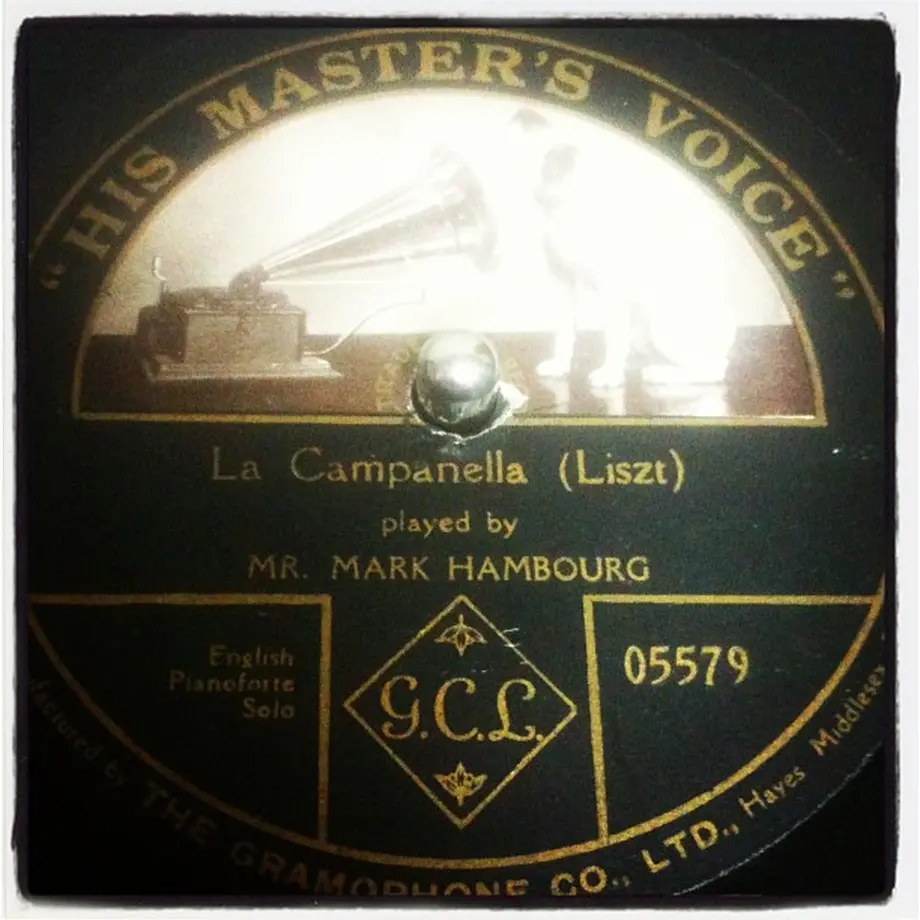 "HIS MASTER'S VOICE"
La Campanella (Liszt)
played by
MR. MARK HAMBOURG
English
Pianoforte
Solo
G.C.L.
05579
by THE GRAMOPHONE CO., LTD., Hayes Middlesex